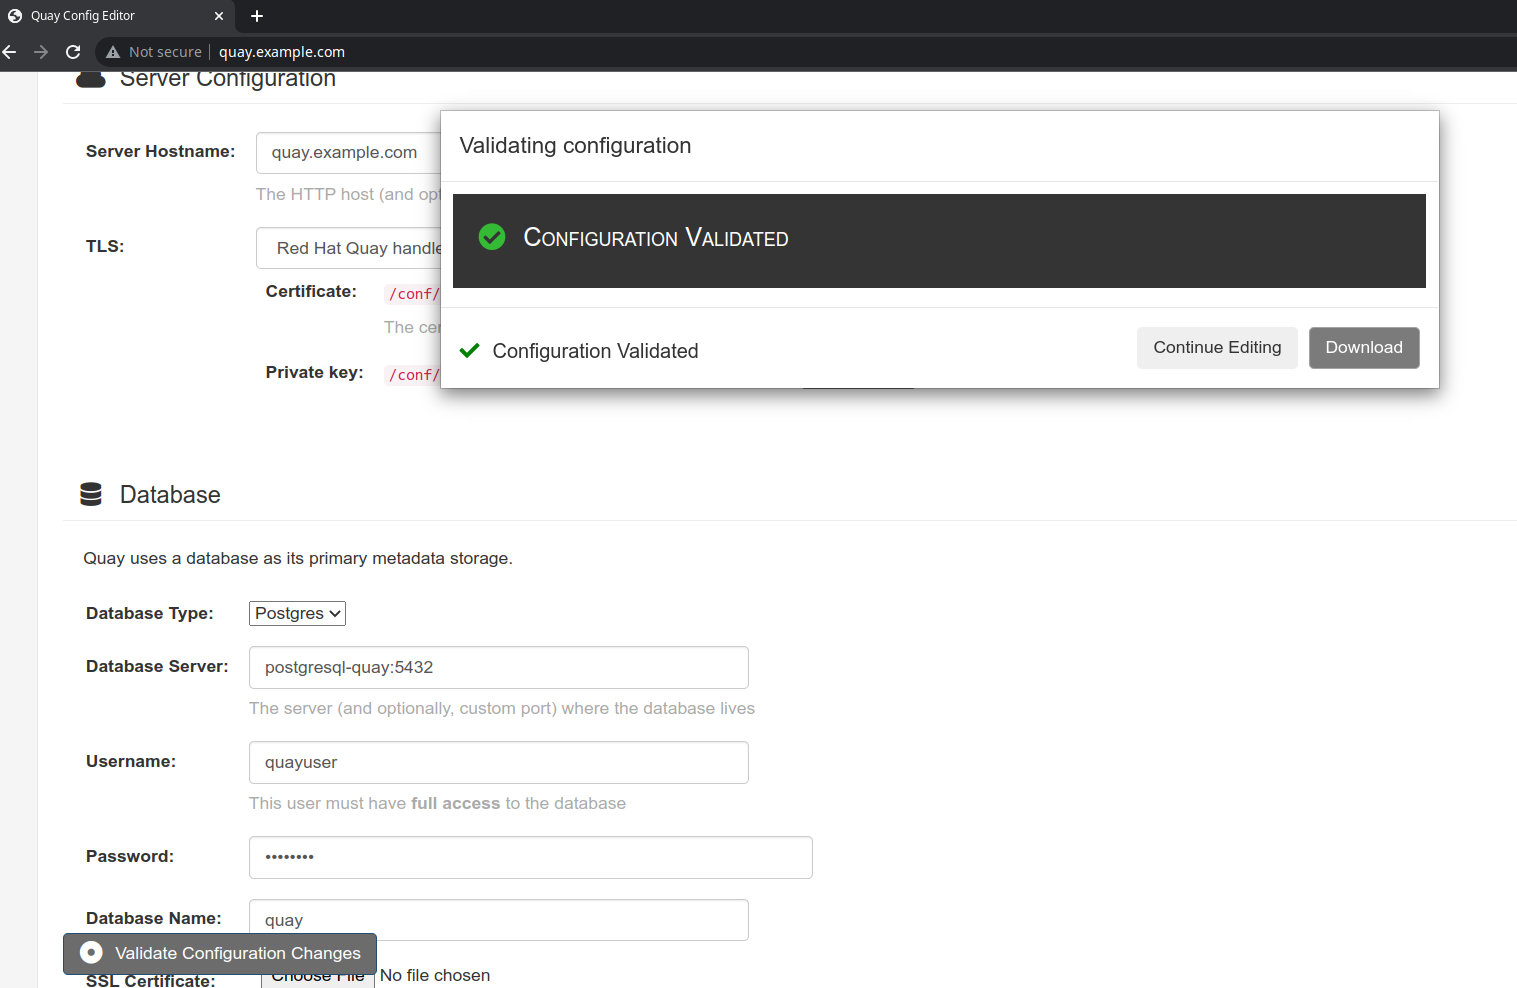 Quay Config Editor
Not secure quay.example.com
Server Configuration
Server Hostname: quay.example.com
The HTTP host (and opt
TLS: Red Hat Quay handle
Certificate: /conf/
The cer
Private key: /conf/
Validating configuration
Configuration Validated
Configuration Validated
Continue Editing Download
Database
Quay uses a database as its primary metadata storage.
Database Type: Postgres
Database Server: postgresql-quay:5432
The server (and optionally, custom port) where the database lives
Username: quayuser
This user must have full access to the database
Password: ••••••••
Database Name: quay
Validate Configuration Changes
SSL Certificate: Choose File No file chosen